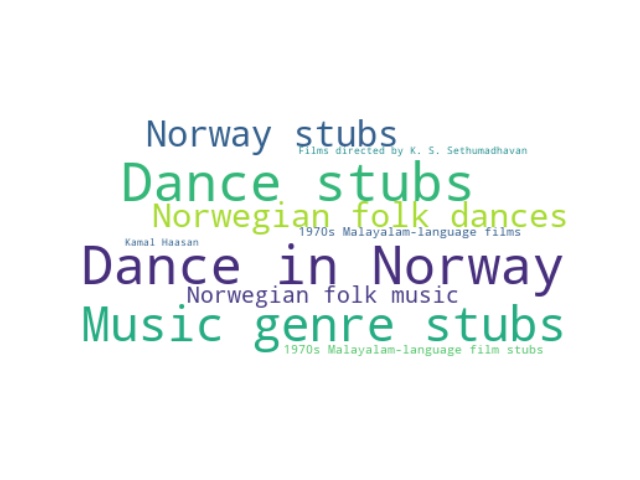 Norway stubs
Films directed by K. S. Sethumadhavan
Dance stubs
Norwegian folk dances
1970s Malayalam-language films
Kamal Haasan
Dance in Norway
Norwegian folk music
Music genre stubs
1970s Malayalam-language film stubs